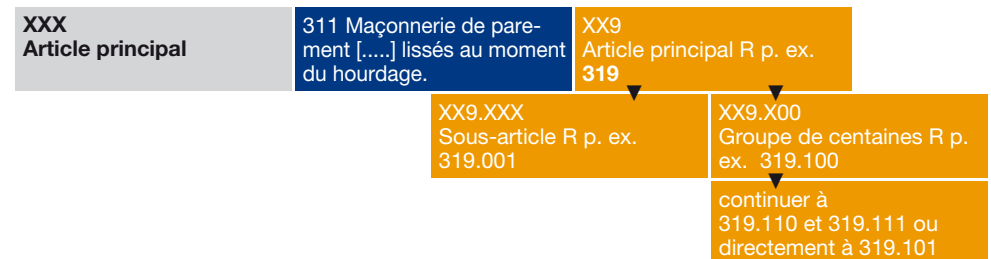 XXX
Article principal
311 Maçonnerie de pare-
ment [.....] lissés au moment
du hourdage.
XX9
Article principal R p. ex.
319
XX9.XXX
Sous-article R p. ex.
319.001
XX9.X00
Groupe de centaines R p.
ex. 319.100
continuer à
319.110 et 319.111 ou
directement à 319.101